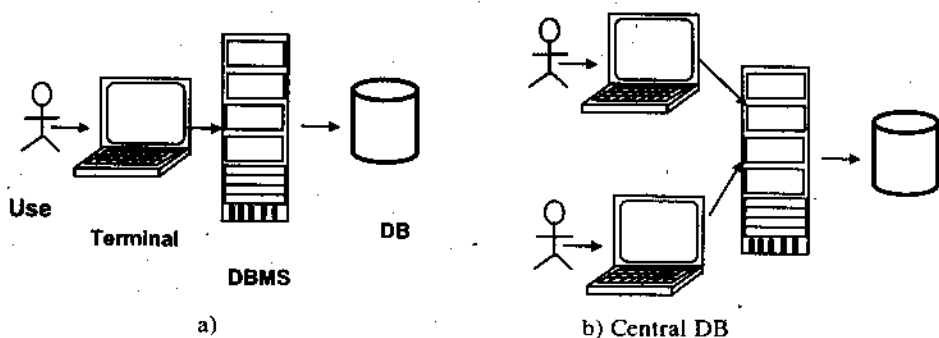 Use
Terminal
DB
DBMS
a)
b) Central DB